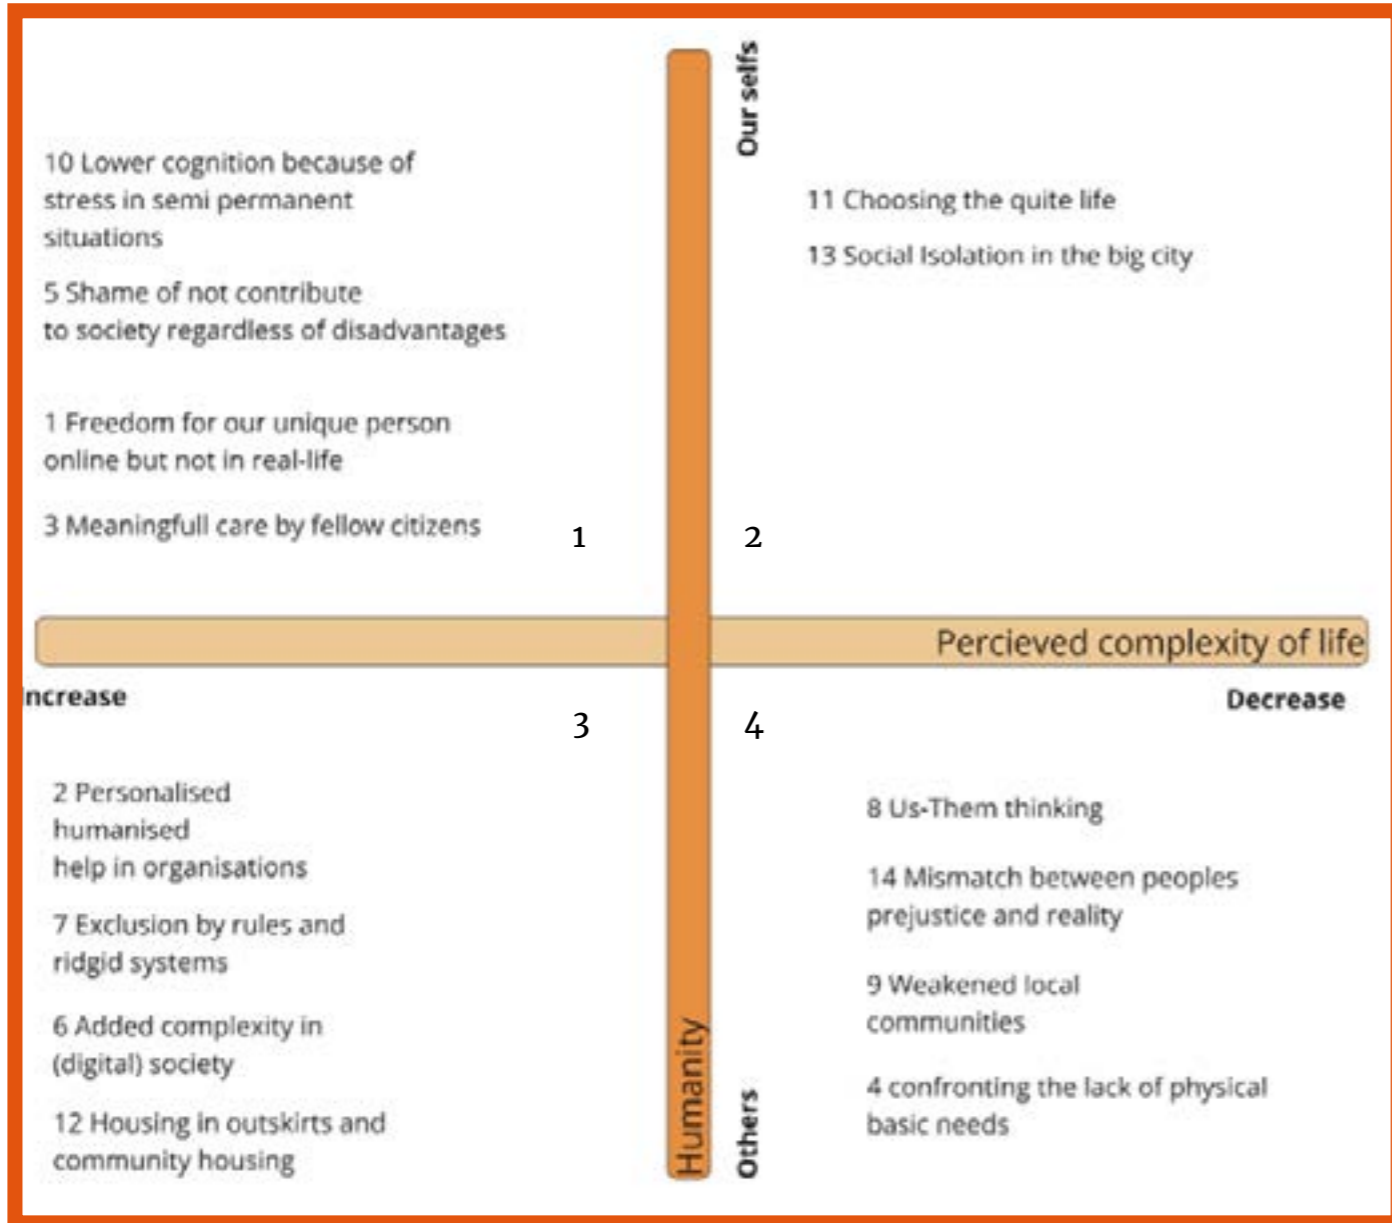 Our selfs
10 Lower cognition because of
stress in semi permanent
situations
5 Shame of not contribute
to society regardless of disadvantages
1 Freedom for our unique person
online but not in real-life
3 Meaningfull care by fellow citizens
1
11 Choosing the quite life
13 Social Isolation in the big city
2
Percieved complexity of life
ncrease
Decrease
3
4
2 Personalised
humanised
help in organisations
7 Exclusion by rules and
ridgid systems
6 Added complexity in
(digital) society
12 Housing in outskirts and
community housing
8 Us-Them thinking
14 Mismatch between peoples
prejustice and reality
9 Weakened local
communities
4 confronting the lack of physical
basic needs
Humanity
Others